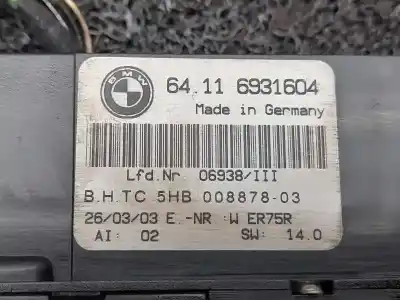 BMW
64.11 6931604
Made in Germany
Lfd.Nr. 06938/III
B.H.TC 5HB 008878-03
26/03/03 E.-NR :W ER75R
AI: 02 SW: 14.0